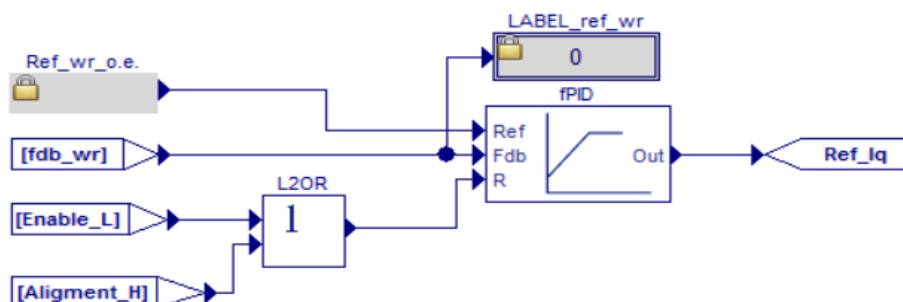 LABEL_ref_wr
Ref_wr_o.e.
0
fPID
Ref
[fdb_wr]
Fdb
Out
Ref_Iq
R
L2OR
[Enable_L]
1
[Aligment_H]